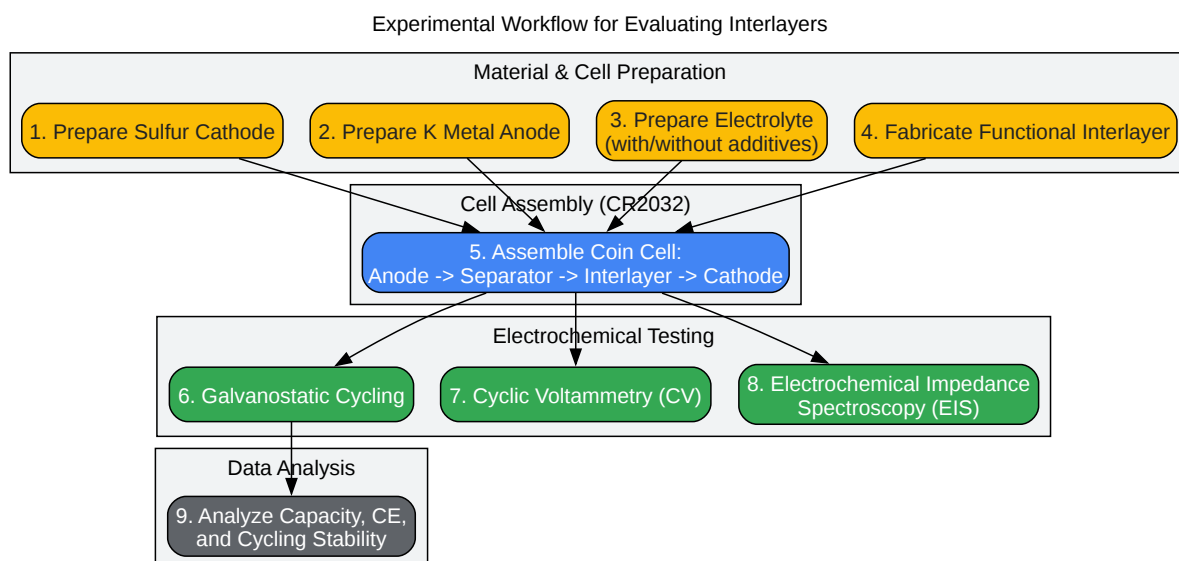 Experimental Workflow for Evaluating Interlayers
Material & Cell Preparation
1. Prepare Sulfur Cathode
2. Prepare K Metal Anode
3. Prepare Electrolyte
(with/without additives)
4. Fabricate Functional Interlayer
Cell Assembly (CR2032)
5. Assemble Coin Cell:
Anode -> Separator -> Interlayer -> Cathode
Electrochemical Testing
6. Galvanostatic Cycling
7. Cyclic Voltammetry (CV)
8. Electrochemical Impedance
Spectroscopy (EIS)
Data Analysis
9. Analyze Capacity, CE,
and Cycling Stability